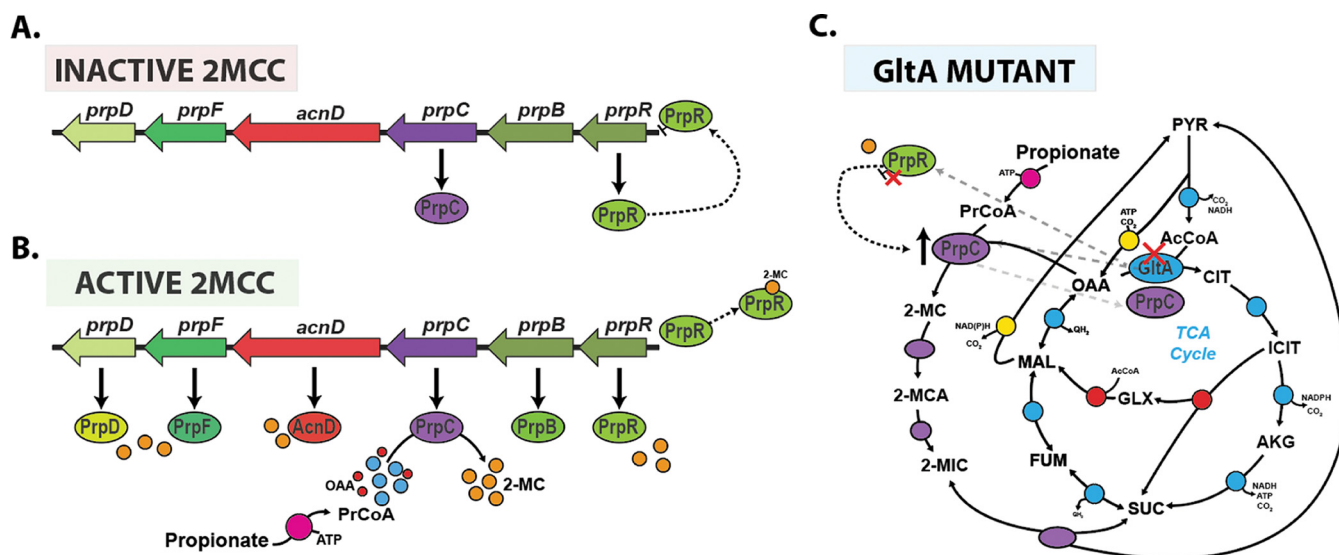 A.
INACTIVE 2MCC
prpD prpF acnD prpC prpB prpR
PrpR
PrpC
PrpR
B.
ACTIVE 2MCC
2-MC
PrpR
PrpR
prpD prpF acnD prpC prpB prpR
PrpD PrpF AcnD PrpC PrpB PrpR
OAA
2-MC
PrCoA
Propionate
ATP
C.
GltA MUTANT
PYR
Propionate
PrpR
ATP
CO2
NADH
PrCoA
ATP
CO2
AcCoA
PrpC
GltA
CIT
OAA
PrpC
2-MC
NAD(P)H
CO2
QH2
TCA
Cycle
ICIT
MAL
AcCoA
GLX
NADPH
CO2
2-MCA
AKG
2-MIC
FUM
NADH
ATP
CO2
QH2
SUC